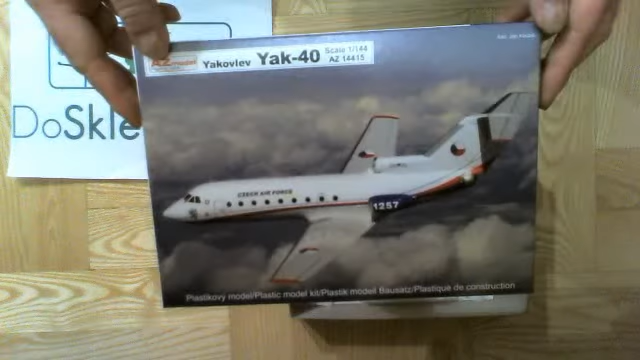 Yakovlev Yak-40 Scale 1/144
AZ 14415
CZECH AIR FORCE
1257
Plastikový model/Plastic model kit/Plastik modell Bausatz/Plastique de construction
DoSkle